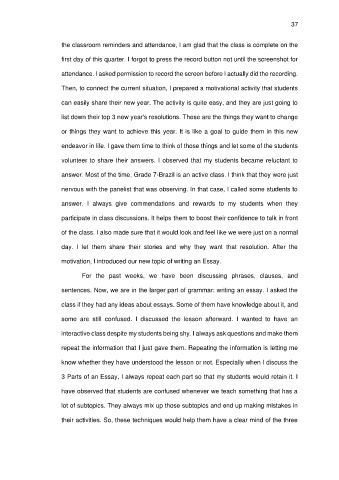 37
the classroom reminders and attendance, I am glad that the class is complete on the
first day of this quarter. I forgot to press the record button not until the screenshot for
attendance. I asked permission to record the screen before I actually did the recording.
Then, to connect the current situation, I prepared a motivational activity that students
can easily share their new year. The activity is quite easy, and they are just going to
list down their top 3 new year's resolutions. These are the things they want to change
or things they want to achieve this year. It is like a goal to guide them in this new
endeavor in life. I gave them time to think of those things and let some of the students
volunteer to share their answers. I observed that my students became reluctant to
answer. Most of the time, Grade 7-Brazil is an active class. I think that they were just
nervous with the panelist that was observing. In that case, I called some students to
answer. I always give commendations and rewards to my students when they
participate in class discussions. It helps them to boost their confidence to talk in front
of the class. I also made sure that it would look and feel like we were just on a normal
day. I let them share their stories and why they want that resolution. After the
motivation, I introduced our new topic of writing an Essay.
For the past weeks, we have been discussing phrases, clauses, and
sentences. Now, we are in the larger part of grammar: writing an essay. I asked the
class if they had any ideas about essays. Some of them have knowledge about it, and
some are still confused. I discussed the lesson afterward. I wanted to have an
interactive class despite my students being shy. I always ask questions and make them
repeat the information that I just gave them. Repeating the information is letting me
know whether they have understood the lesson or not. Especially when I discuss the
3 Parts of an Essay, I always repeat each part so that my students would retain it. I
have observed that students are confused whenever we teach something that has a
lot of subtopics. They always mix up those subtopics and end up making mistakes in
their activities. So, these techniques would help them have a clear mind of the three